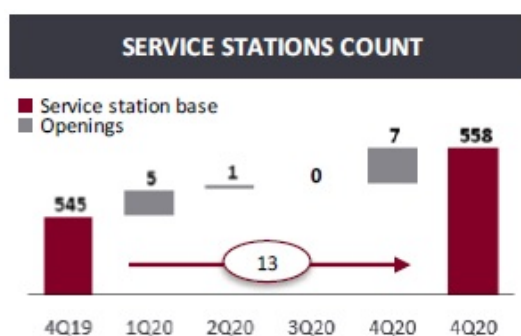 SERVICE STATIONS COUNT
Service station base
Openings
7
558
5
1
0
545
13
4Q19 1Q20 2Q20 3Q20 4Q20 4Q20